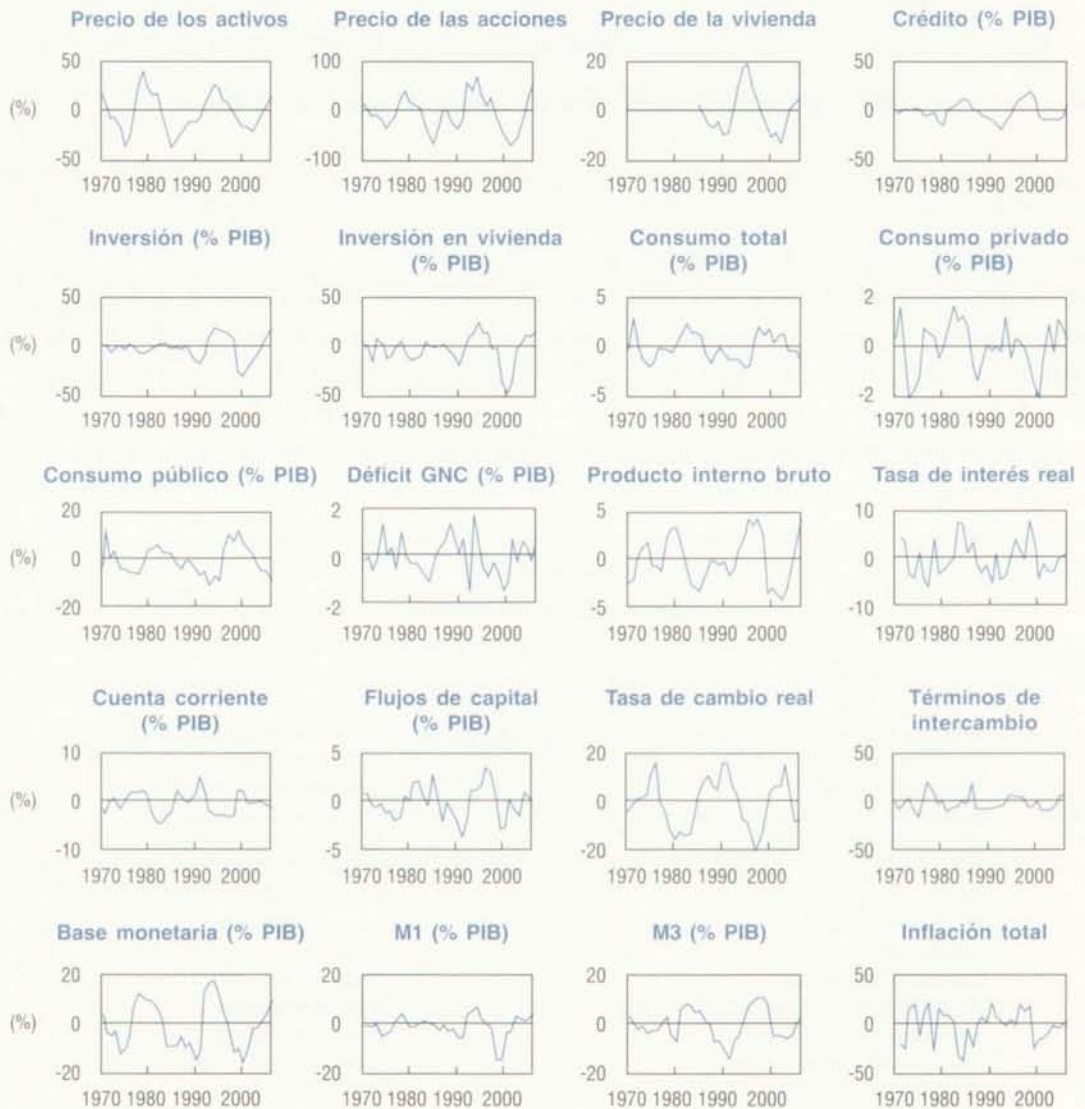 Precio de los activos
Precio de las acciones
Precio de la vivienda
Crédito (% PIB)
50
100
20
50
(%)
0
0
0
0
-50
-100
-20
-50
1970 1980 1990 2000
1970 1980 1990 2000
1970 1980 1990 2000
1970 1980 1990 2000
Inversión (% PIB)
Inversión en vivienda
(% PIB)
Consumo total
(% PIB)
Consumo privado
(% PIB)
50
50
5
2
(%)
0
0
0
0
-50
-50
-5
-2
1970 1980 1990 2000
1970 1980 1990 2000
1970 1980 1990 2000
1970 1980 1990 2000
Consumo público (% PIB)
Déficit GNC (% PIB)
Producto interno bruto
Tasa de interés real
20
2
5
10
(%)
0
0
0
0
-20
-2
-5
-10
1970 1980 1990 2000
1970 1980 1990 2000
1970 1980 1990 2000
1970 1980 1990 2000
Cuenta corriente
(% PIB)
Flujos de capital
(% PIB)
Tasa de cambio real
Términos de
intercambio
10
5
20
50
(%)
0
0
0
0
-10
-5
-20
-50
1970 1980 1990 2000
1970 1980 1990 2000
1970 1980 1990 2000
1970 1980 1990 2000
Base monetaria (% PIB)
M1 (% PIB)
M3 (% PIB)
Inflación total
20
20
20
50
(%)
0
0
0
0
-20
-20
-20
-50
1970 1980 1990 2000
1970 1980 1990 2000
1970 1980 1990 2000
1970 1980 1990 2000